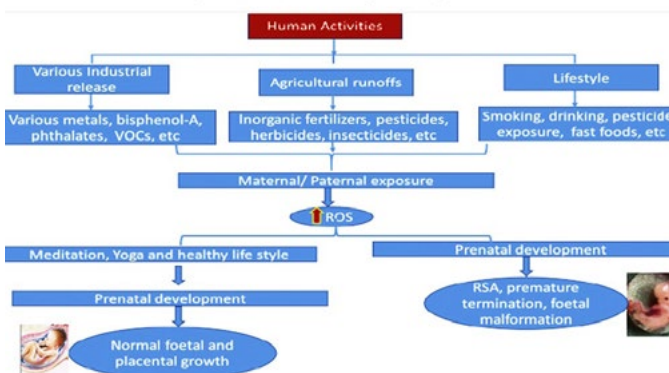 Human Activities
Various Industrial
release
Agricultural runoffs
Lifestyle
Various metals, bisphenol-A,
phthalates, VOCs, etc
Inorganic fertilizers, pesticides,
herbicides, insecticides, etc
Smoking, drinking, pesticide
exposure, fast foods, etc
Maternal/ Paternal exposure
ROS
Meditation, Yoga and healthy life style
Prenatal development
Prenatal development
RSA, premature
termination, foetal
malformation
Normal foetal and
placental growth